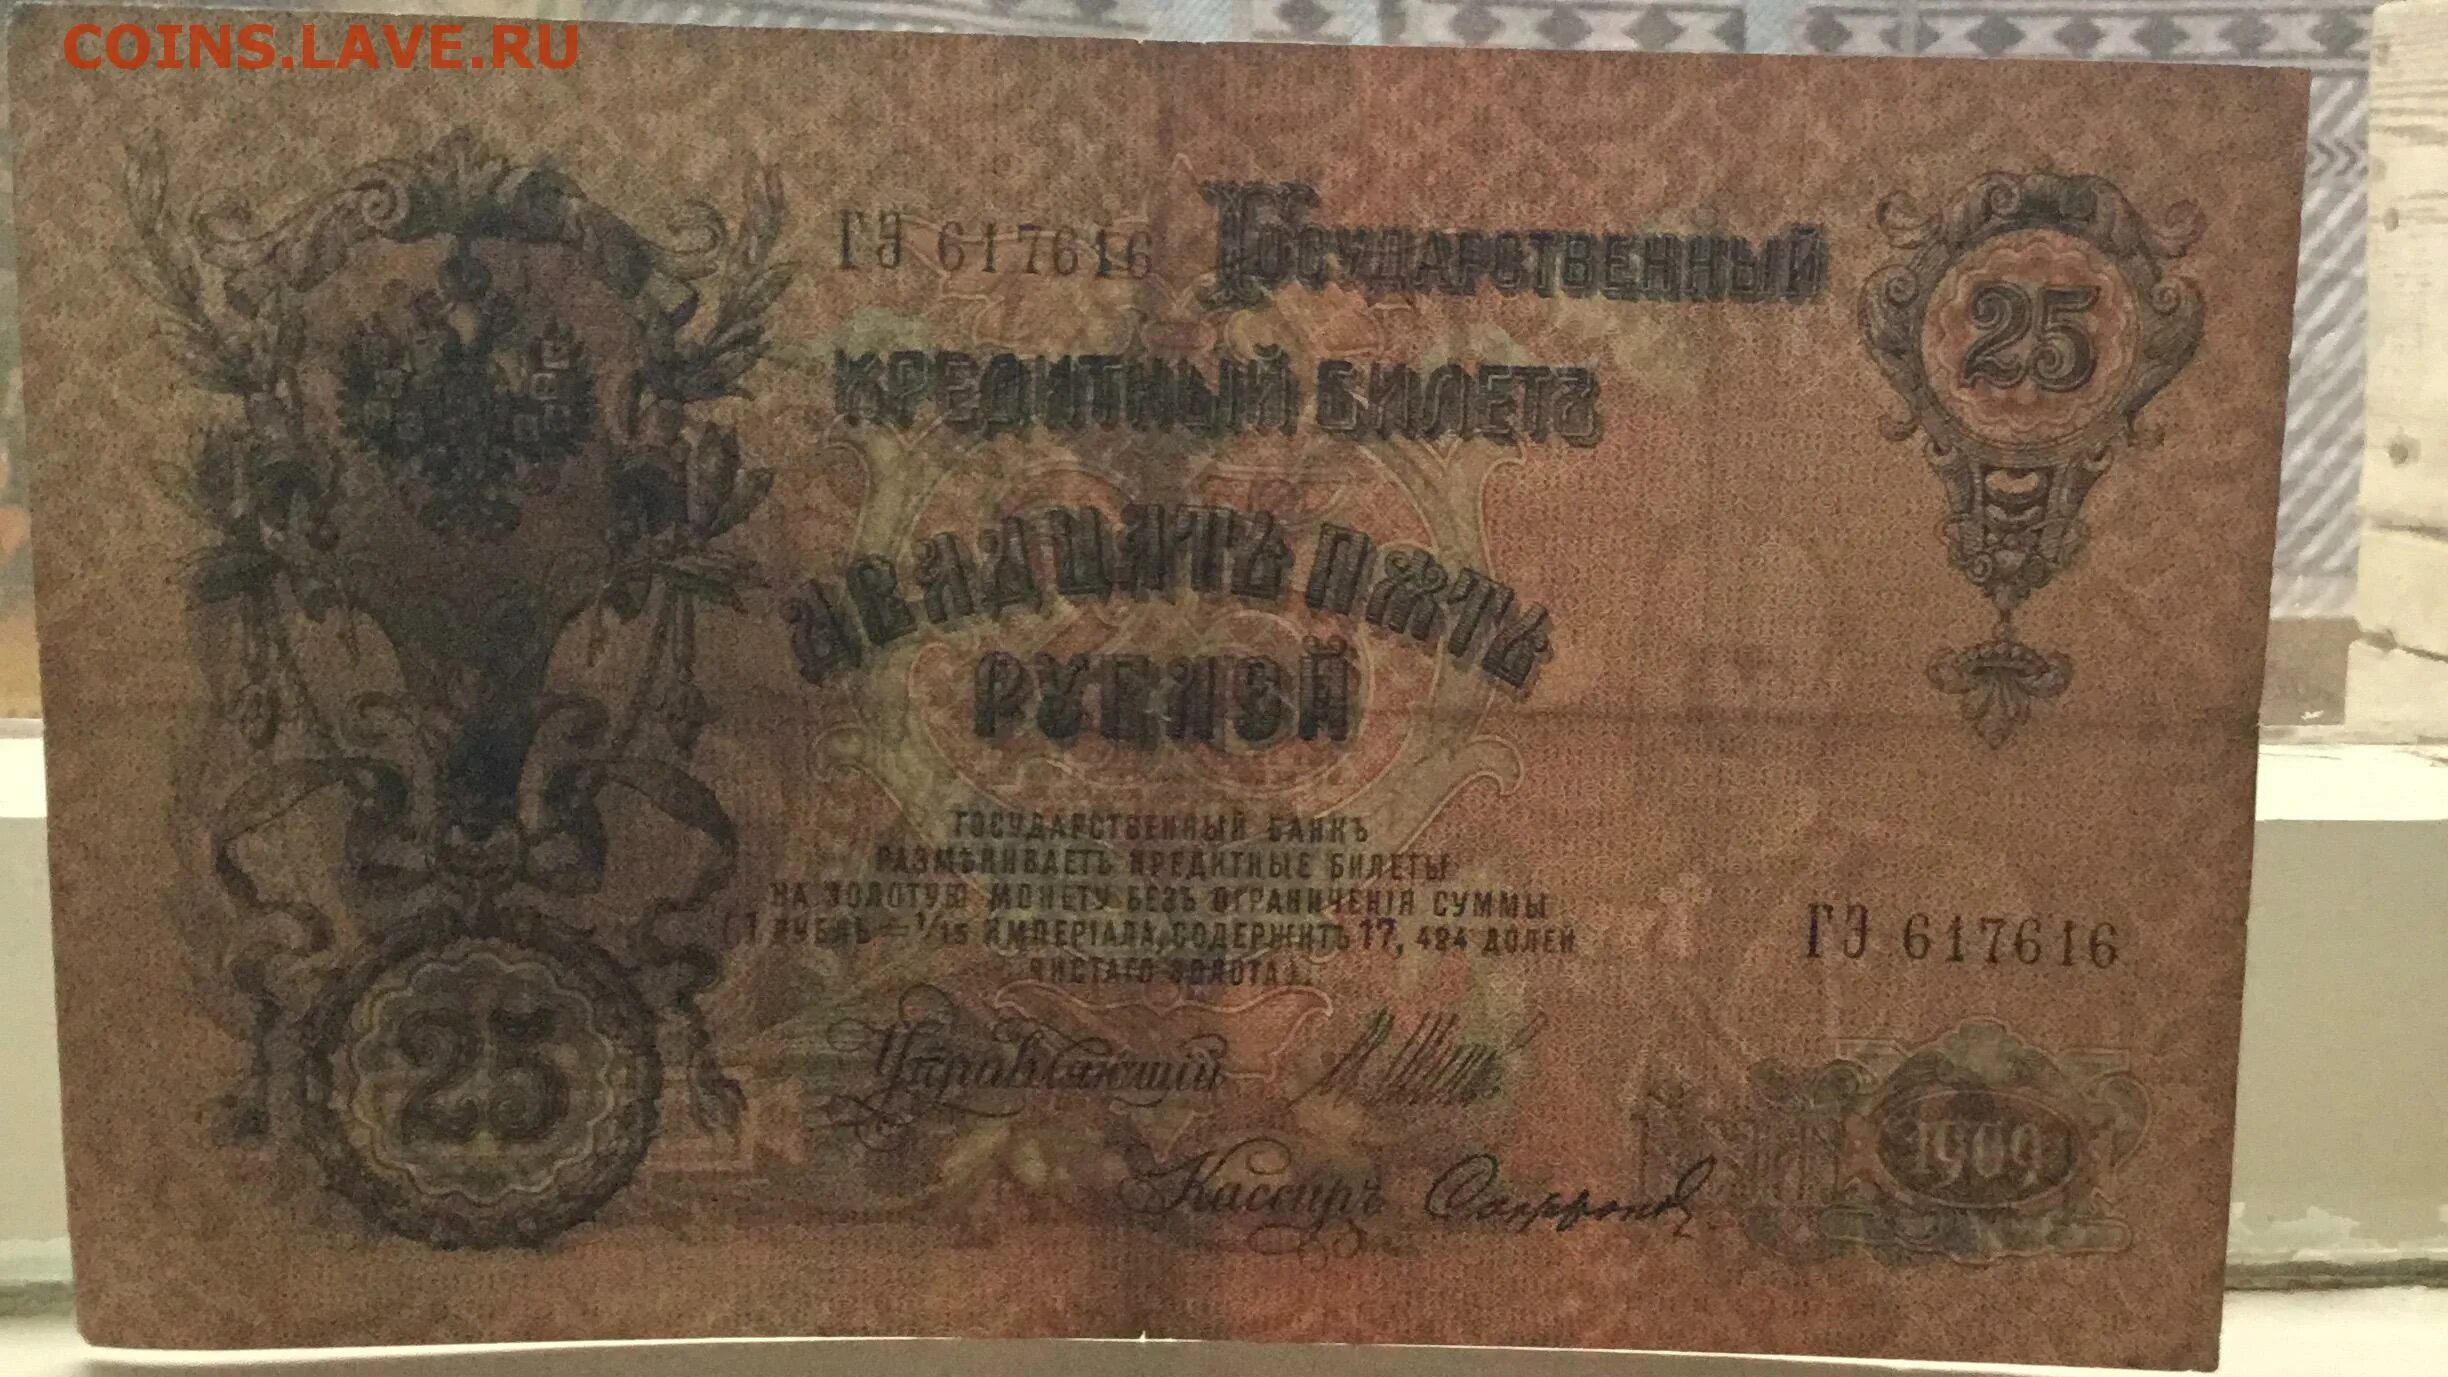 COINS.LAVE.RU
ГЭ 617616
ГОСУДАРСТВЕННЫЙ
25
КРЕДИТНЫЙ БИЛЕТЪ
ДВАДЦАТЬ ПЯТЬ
РУБЛЕЙ
ГОСУДАРСТВЕННЫЙ БАНКЪ
РАЗМѢНИВАЕТЪ КРЕДИТНЫЕ БИЛЕТЫ
НА ЗОЛОТУЮ МОНЕТУ БЕЗЪ ОГРАНИЧЕНІЯ СУММЫ
(1 РУБЛЬ = 1/15 ИМПЕРІАЛА, СОДЕРЖИТЪ 17, 424 ДОЛЕЙ
ЧИСТАГО ЗОЛОТА).
ГЭ 617616
25
Управляющій
Кассиръ
1909